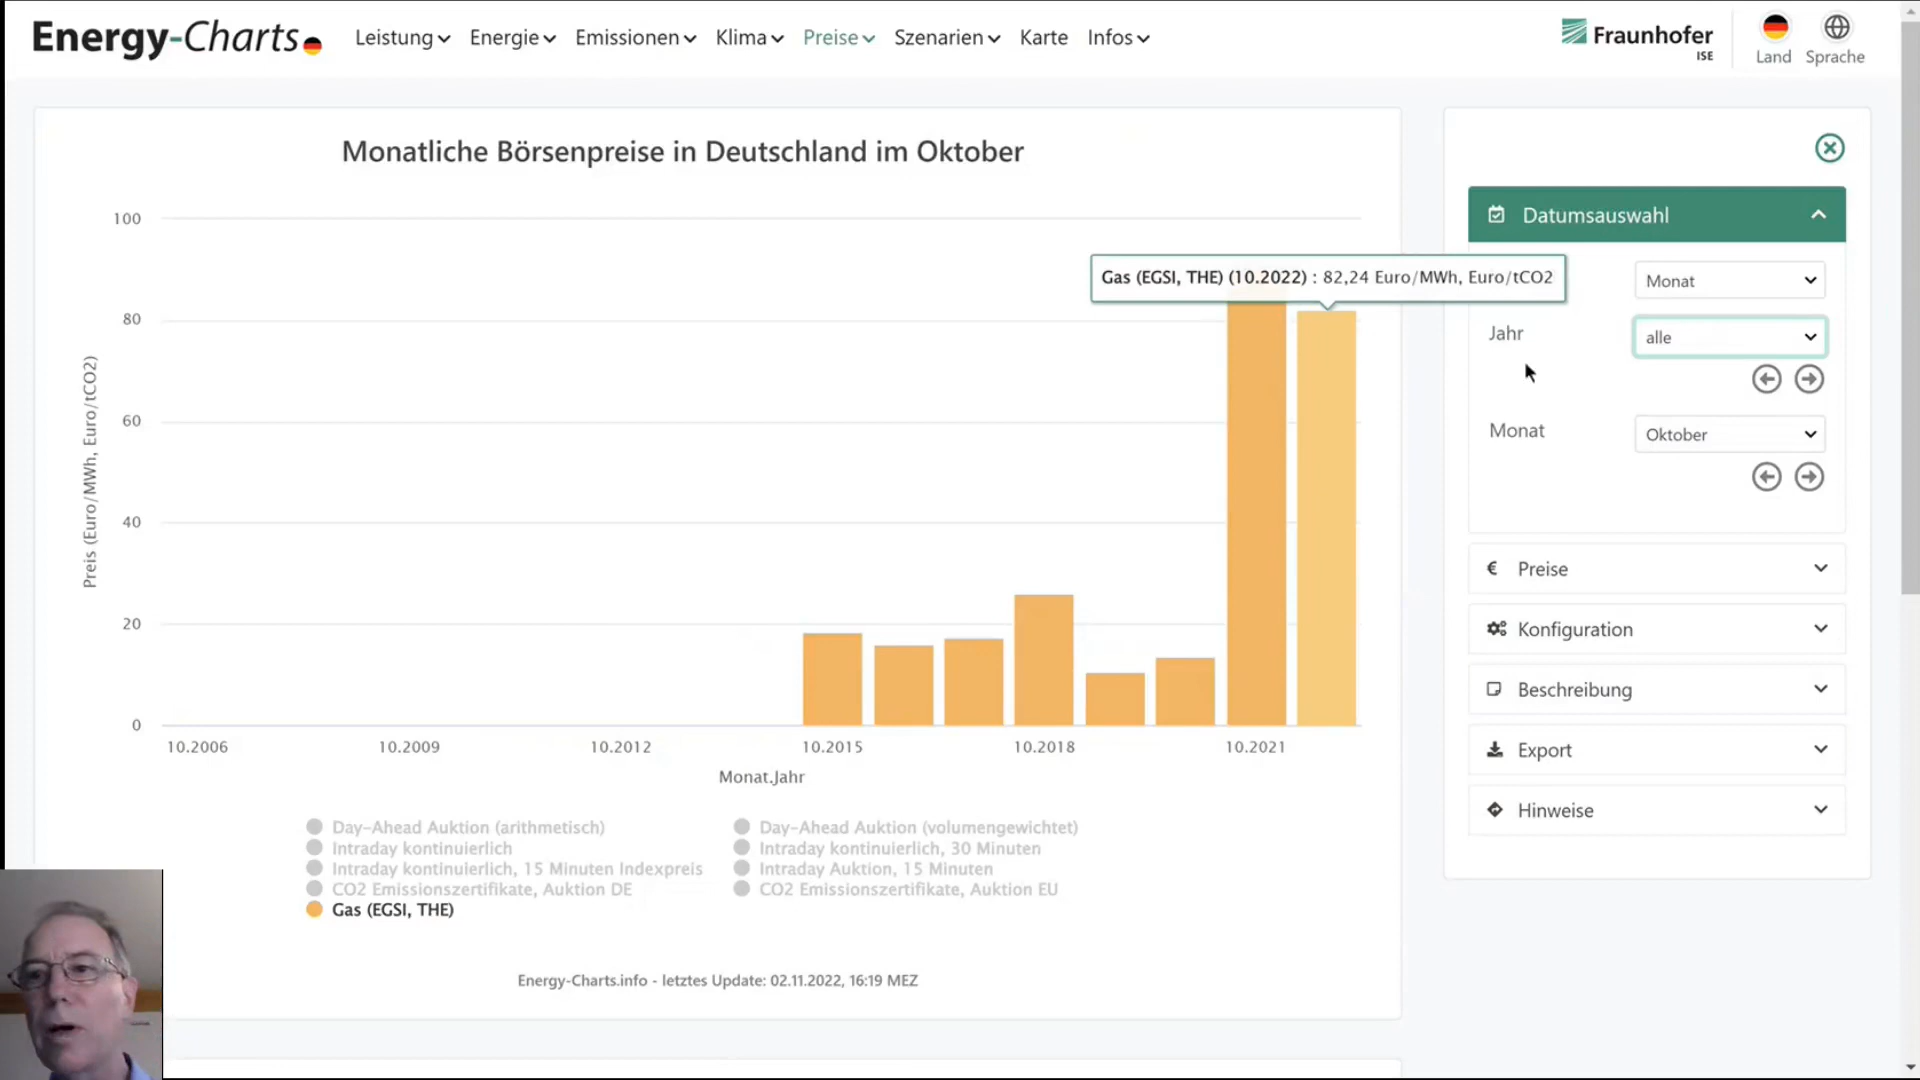 Energy-Charts
Leistung
Energie
Emissionen
Klima
Preise
Szenarien
Karte
Infos
Fraunhofer
ISE
Land
Sprache
Monatliche Börsenpreise in Deutschland im Oktober
100
80
60
40
20
0
Preis (Euro/MWh, Euro/tCO2)
Gas (EGSI, THE) (10.2022) : 82,24 Euro/MWh, Euro/tCO2
10.2006
10.2009
10.2012
10.2015
10.2018
10.2021
Monat.Jahr
Day-Ahead Auktion (arithmetisch)
Day-Ahead Auktion (volumengewichtet)
Intraday kontinuierlich
Intraday kontinuierlich, 30 Minuten
Intraday kontinuierlich, 15 Minuten Indexpreis
Intraday Auktion, 15 Minuten
CO2 Emissionszertifikate, Auktion DE
CO2 Emissionszertifikate, Auktion EU
Gas (EGSI, THE)
Energy-Charts.info - letztes Update: 02.11.2022, 16:19 MEZ
Datumsauswahl
Monat
Jahr
alle
Monat
Oktober
€ Preise
Konfiguration
Beschreibung
Export
Hinweise